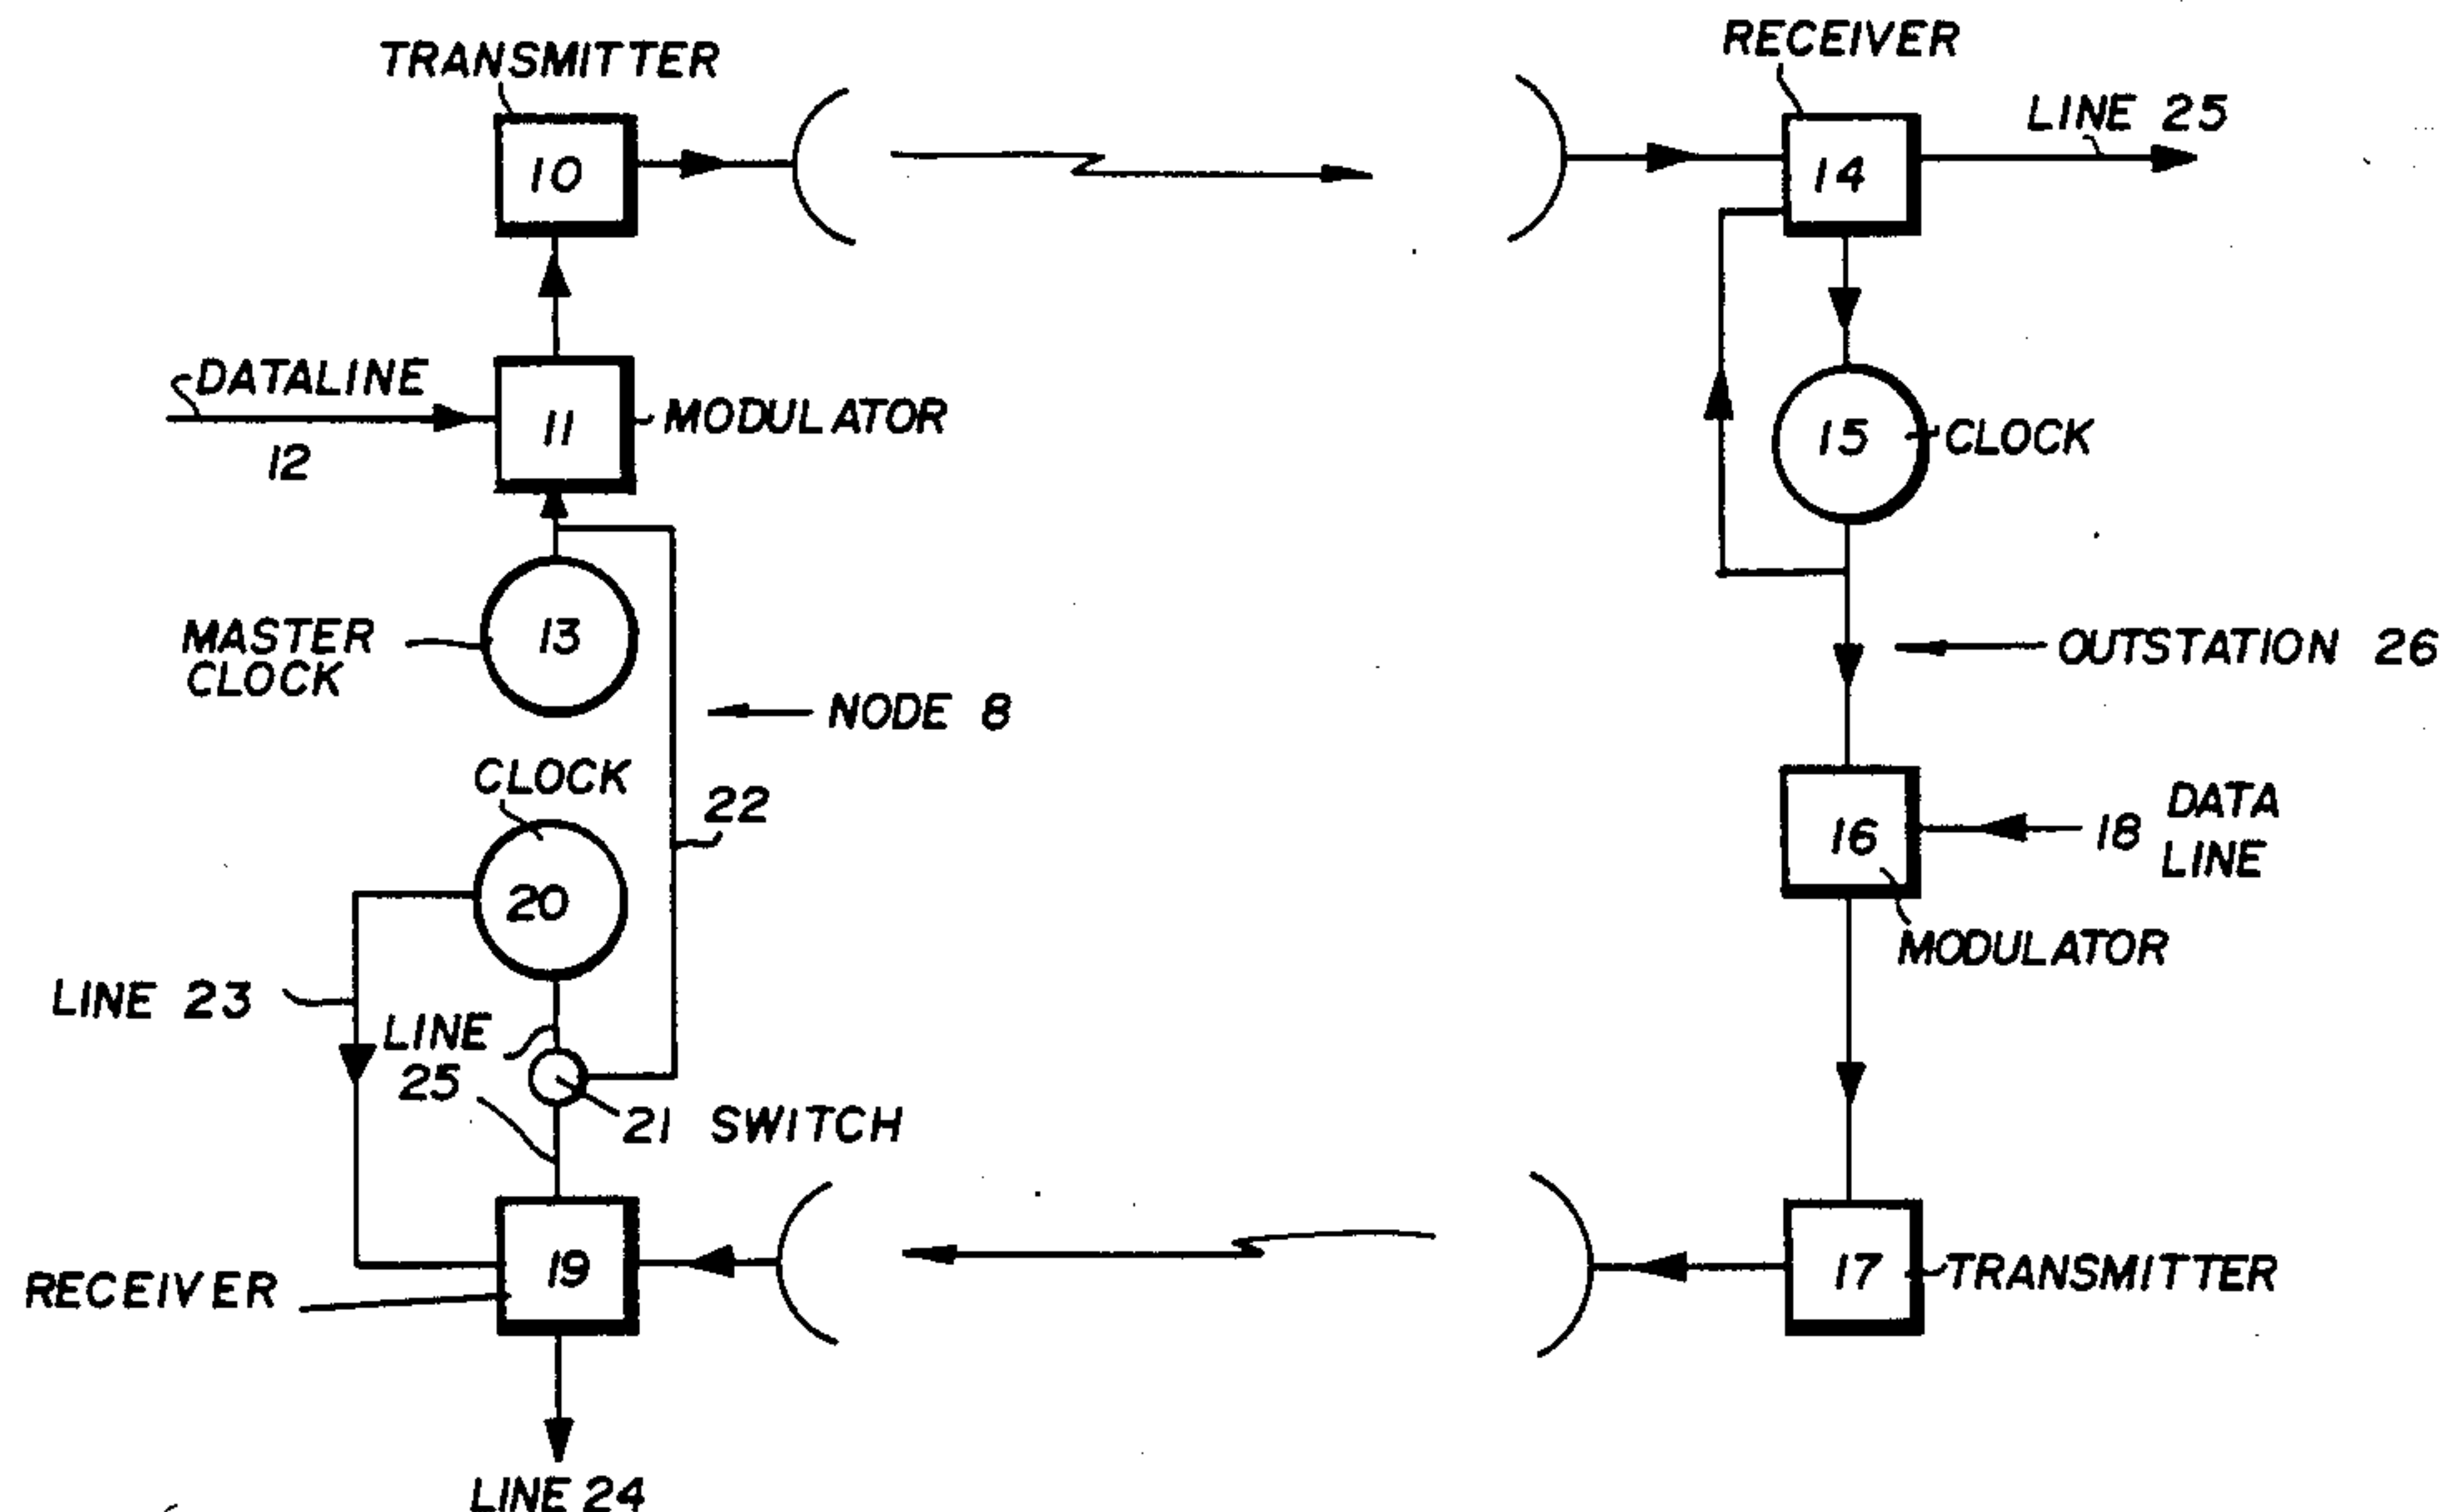 TRANSMITTER
RECEIVER
LINE 25
10
14
DATALINE
12
11
MODULATOR
15
CLOCK
13
MASTER
CLOCK
OUTSTATION 26
NODE 8
CLOCK
22
20
16
18
DATA
LINE
MODULATOR
LINE 23
LINE
25
21 SWITCH
RECEIVER
19
17
TRANSMITTER
LINE 24